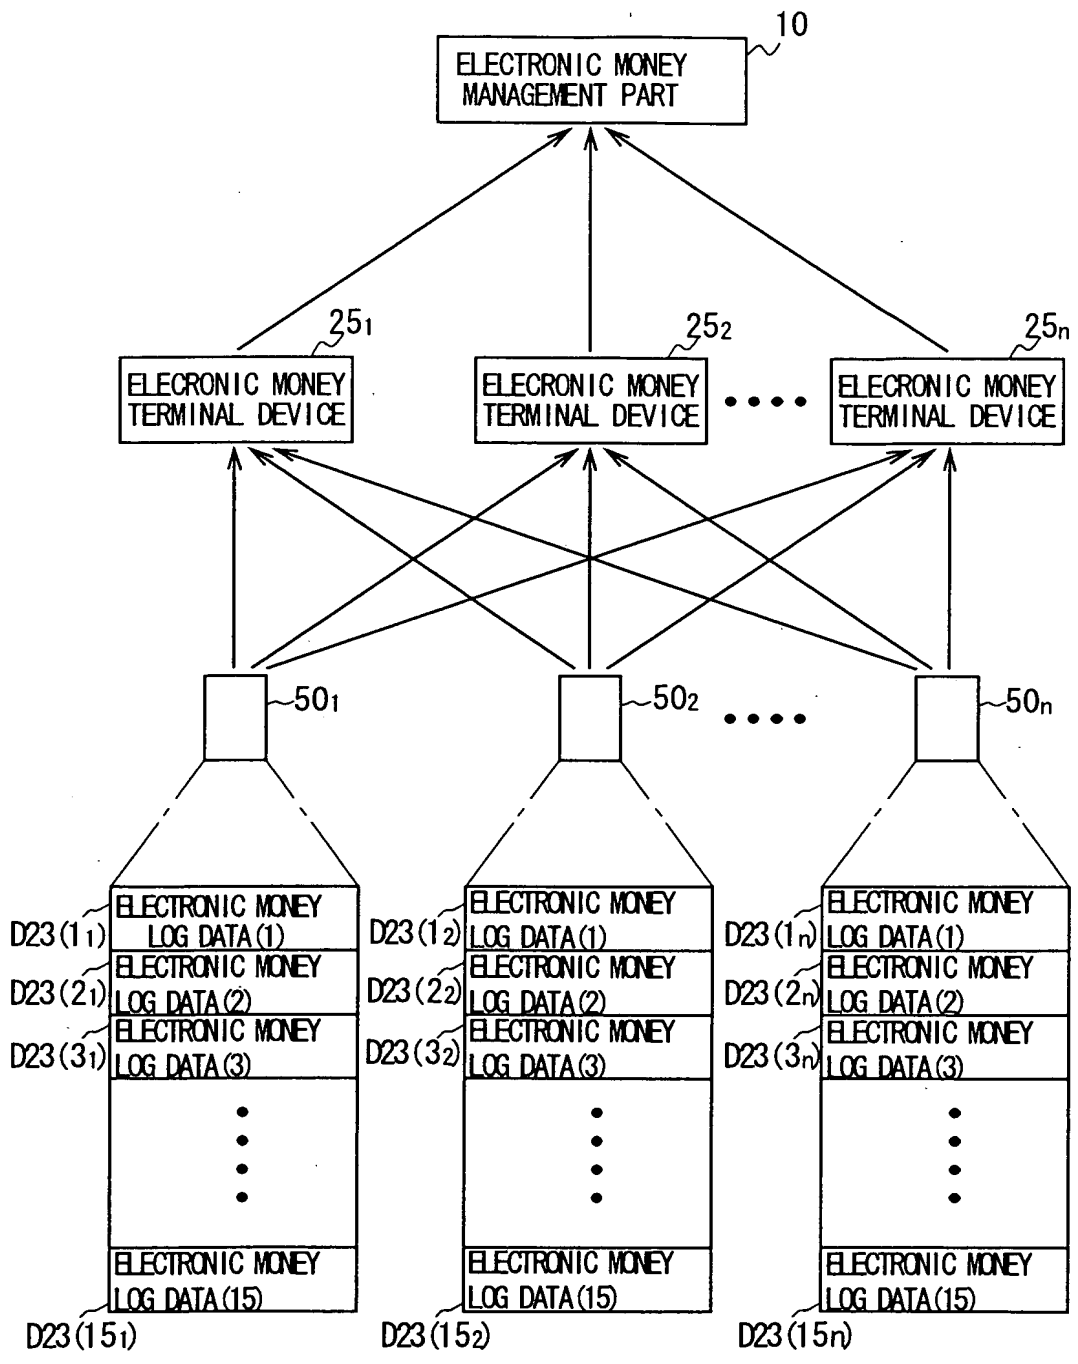 10
ELECTRONIC MONEY
MANAGEMENT PART
25₁
25₂
25n
ELECRONIC MONEY
TERMINAL DEVICE
ELECRONIC MONEY
TERMINAL DEVICE
ELECRONIC MONEY
TERMINAL DEVICE
50₁
50₂
50n
D23(1₁)
ELECTRONIC MONEY
LOG DATA(1)
D23(2₁)
ELECTRONIC MONEY
LOG DATA(2)
D23(3₁)
ELECTRONIC MONEY
LOG DATA(3)
ELECTRONIC MONEY
LOG DATA(15)
D23(15₁)
D23(1₂)
ELECTRONIC MONEY
LOG DATA(1)
D23(2₂)
ELECTRONIC MONEY
LOG DATA(2)
D23(3₂)
ELECTRONIC MONEY
LOG DATA(3)
ELECTRONIC MONEY
LOG DATA(15)
D23(15₂)
D23(1n)
ELECTRONIC MONEY
LOG DATA(1)
D23(2n)
ELECTRONIC MONEY
LOG DATA(2)
D23(3n)
ELECTRONIC MONEY
LOG DATA(3)
ELECTRONIC MONEY
LOG DATA(15)
D23(15n)